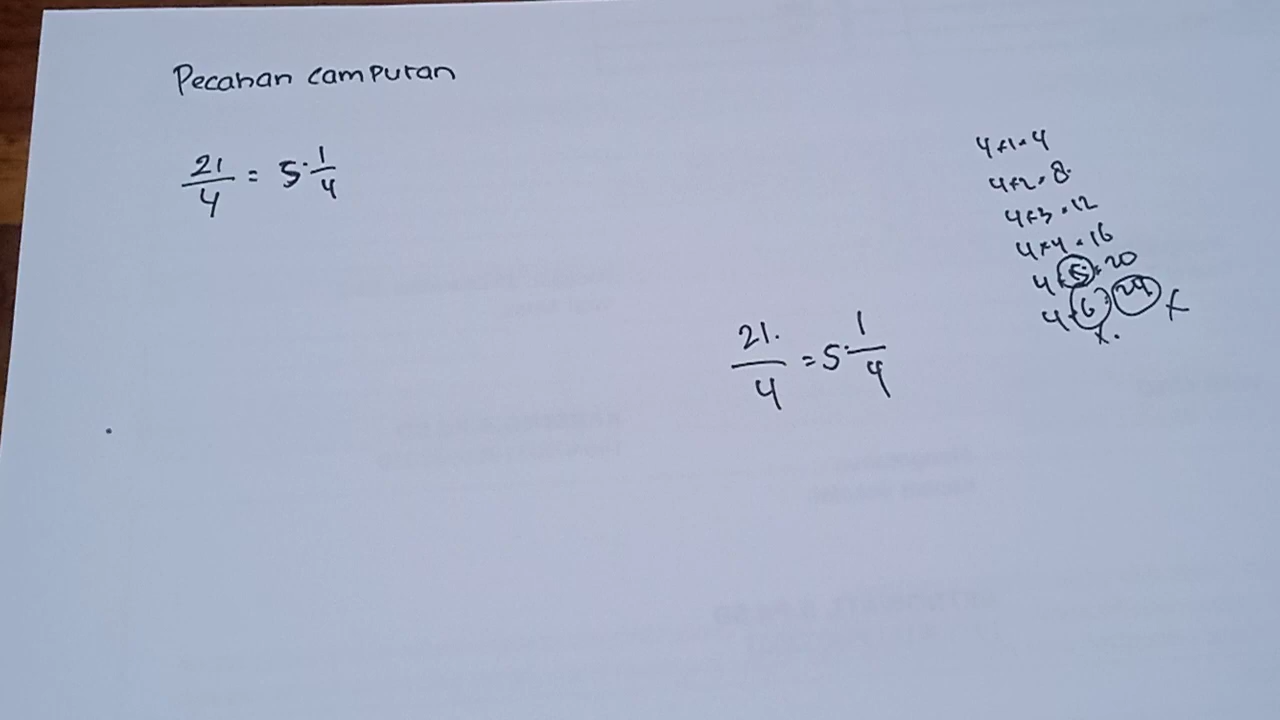 Pecahan campuran
21/4 = 5 1/4
4×1=4
4×2=8
4×3=12
4×4=16
4×5=20
4×6=24 x
x
21/4 = 5 1/4